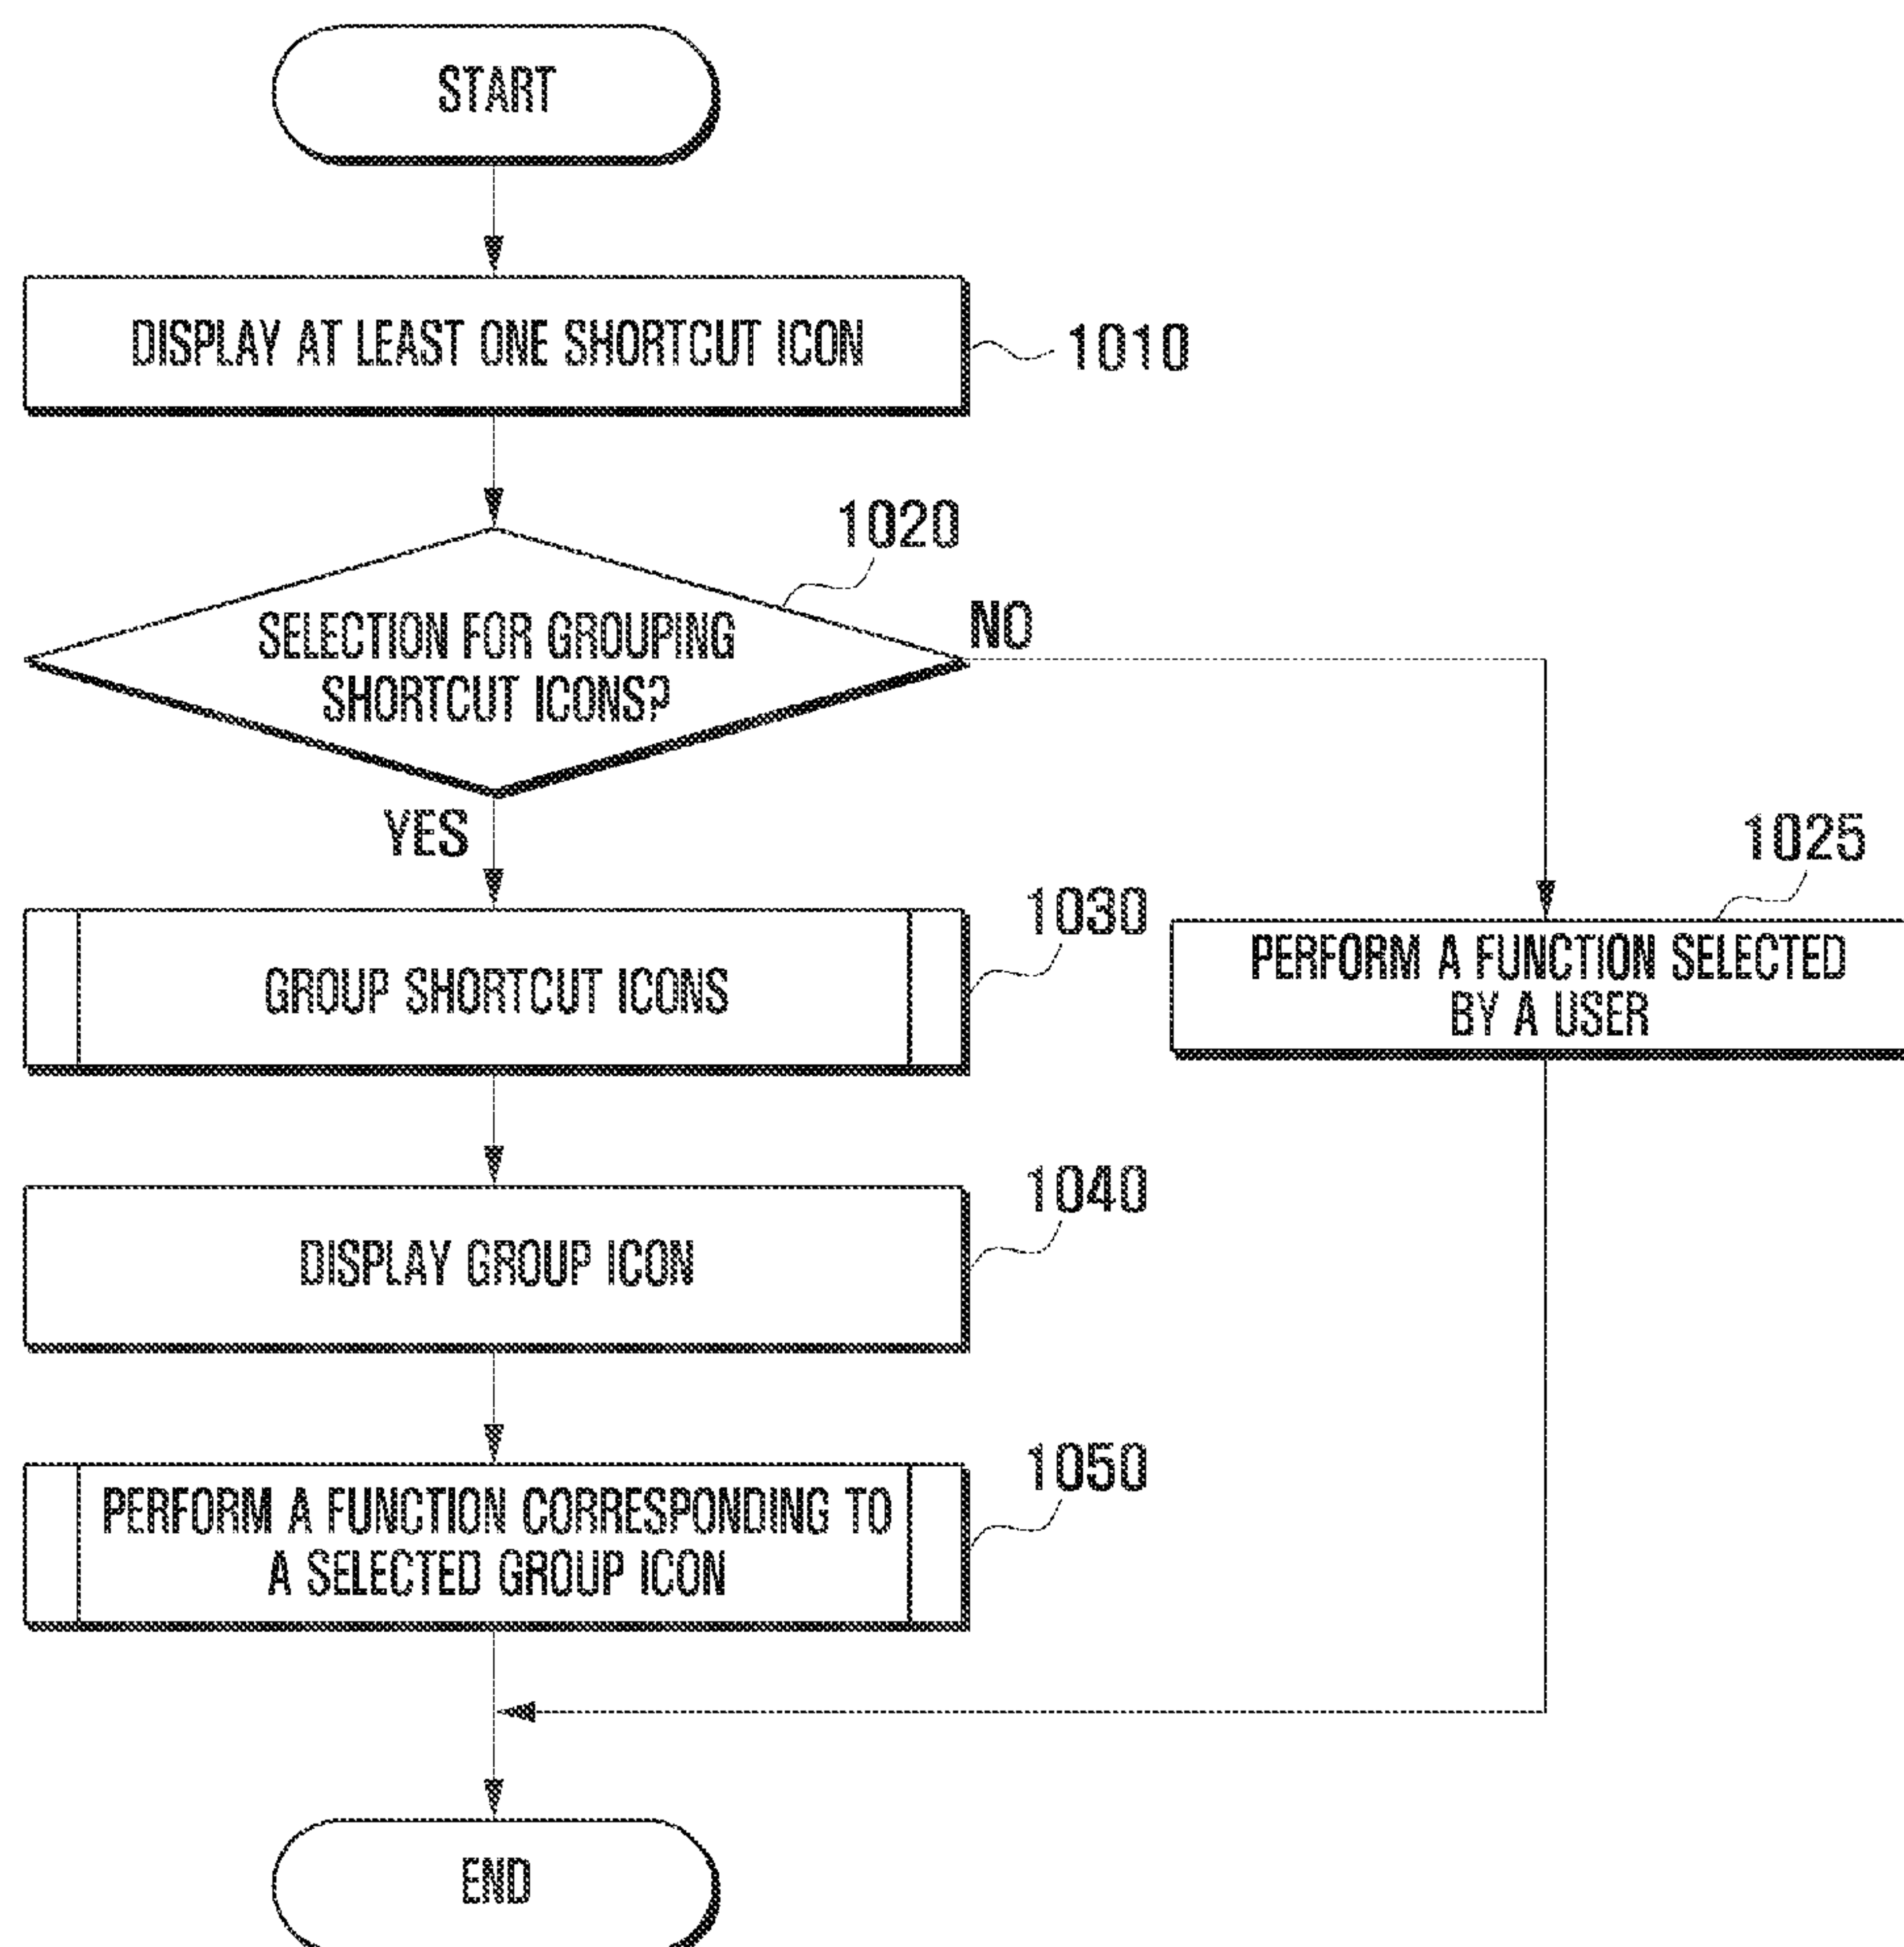 START
DISPLAY AT LEAST ONE SHORTCUT ICON
1010
1020
SELECTION FOR GROUPING
SHORTCUT ICONS?
NO
YES
1025
PERFORM A FUNCTION SELECTED
BY A USER
1030
GROUP SHORTCUT ICONS
1040
DISPLAY GROUP ICON
1050
PERFORM A FUNCTION CORRESPONDING TO
A SELECTED GROUP ICON
END